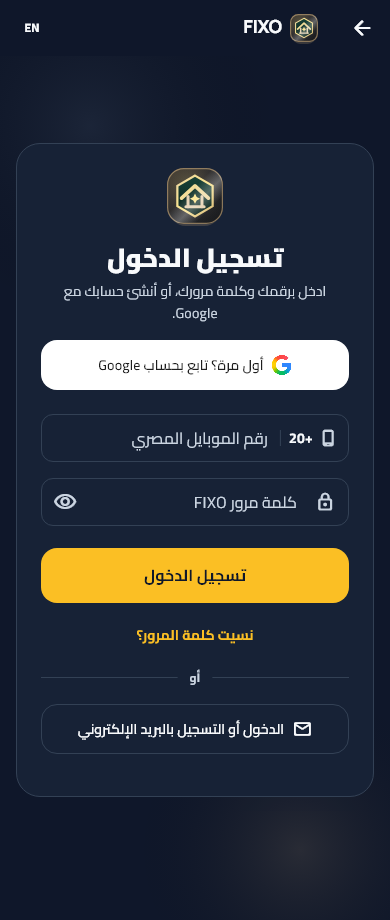 FIXO
EN
تسجيل الدخول
ادخل برقمك وكلمة مرورك، أو أنشئ حسابك مع
Google.
أول مرة؟ تابع بحساب Google
+20
رقم الموبايل المصري
كلمة مرور FIXO
تسجيل الدخول
نسيت كلمة المرور؟
أو
الدخول أو التسجيل بالبريد الإلكتروني